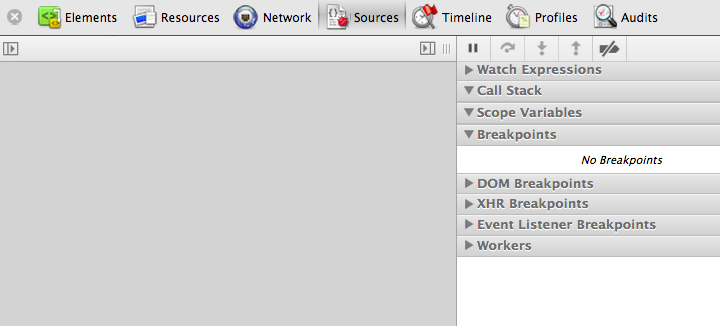 Elements Resources Network Sources Timeline Profiles Audits
Watch Expressions
Call Stack
Scope Variables
Breakpoints
No Breakpoints
DOM Breakpoints
XHR Breakpoints
Event Listener Breakpoints
Workers